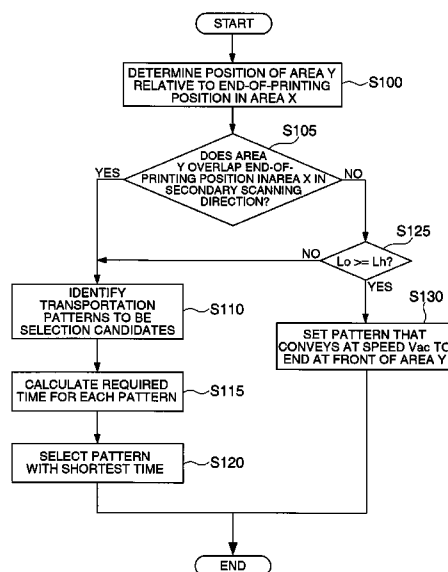 START
DETERMINE POSITION OF AREA Y
RELATIVE TO END-OF-PRINTING
POSITION IN AREA X
S100
S105
DOES AREA
Y OVERLAP END-OF-
PRINTING POSITION INAREA X IN
SECONDARY SCANNING
DIRECTION?
YES
NO
S125
Lo >= Lh?
NO
YES
IDENTIFY
TRANSPORTATION
PATTERNS TO BE
SELECTION CANDIDATES
S110
S130
SET PATTERN THAT
CONVEYS AT SPEED Vac TO
END AT FRONT OF AREA Y
CALCULATE REQUIRED
TIME FOR EACH PATTERN
S115
SELECT PATTERN
WITH SHORTEST TIME
S120
END